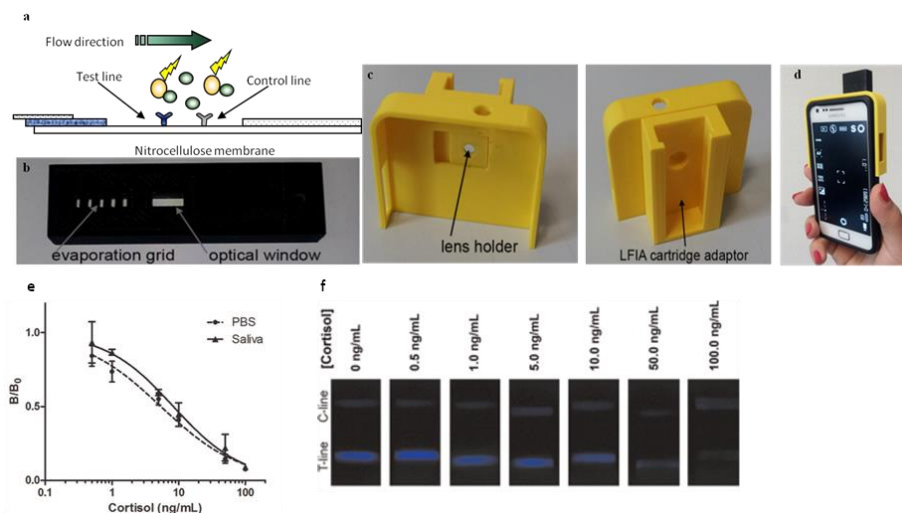 a
Flow direction
Test line
Control line
Nitrocellulose membrane
b
evaporation grid
optical window
c
lens holder
LFIA cartridge adaptor
d
e
PBS
Saliva
B/B0
1.0
0.5
0.0
0.1
1
10
100
Cortisol (ng/mL)
f
[Cortisol]
0 ng/mL
0.5 ng/mL
1.0 ng/mL
5.0 ng/mL
10.0 ng/mL
50.0 ng/mL
100.0 ng/mL
C-line
T-line